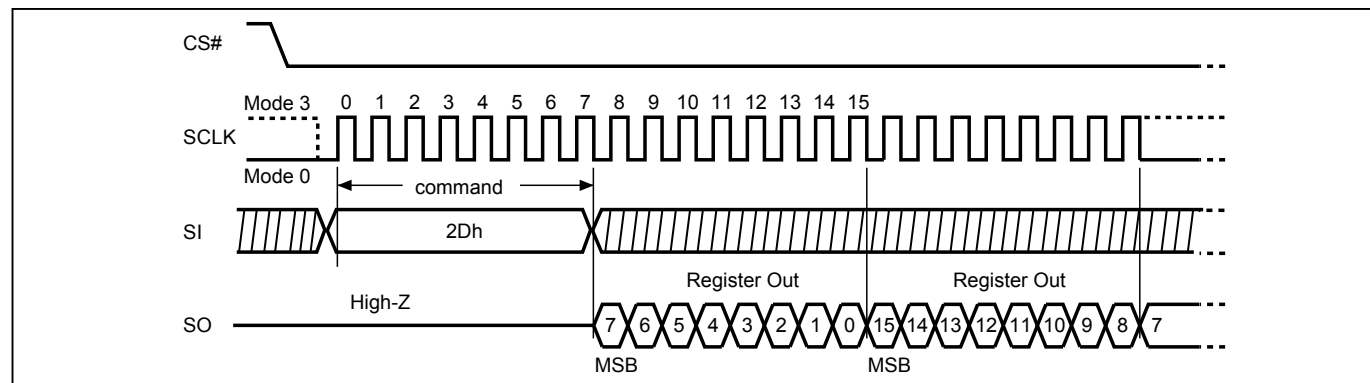 CS#
Mode 3 0 1 2 3 4 5 6 7 8 9 10 11 12 13 14 15
SCLK
Mode 0
command
SI 2Dh
Register Out Register Out
High-Z
SO 7 6 5 4 3 2 1 0 15 14 13 12 11 10 9 8 7
MSB MSB